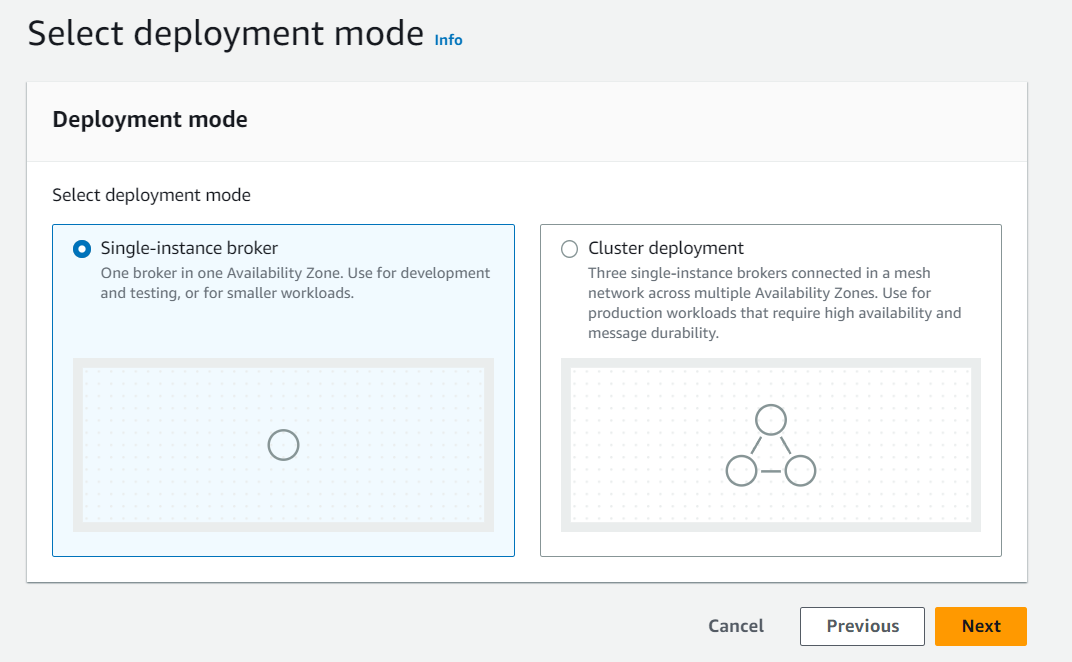 Select deployment mode Info
Deployment mode
Select deployment mode
Single-instance broker
One broker in one Availability Zone. Use for development
and testing, or for smaller workloads.
Cluster deployment
Three single-instance brokers connected in a mesh
network across multiple Availability Zones. Use for
production workloads that require high availability and
message durability.
Cancel
Previous
Next